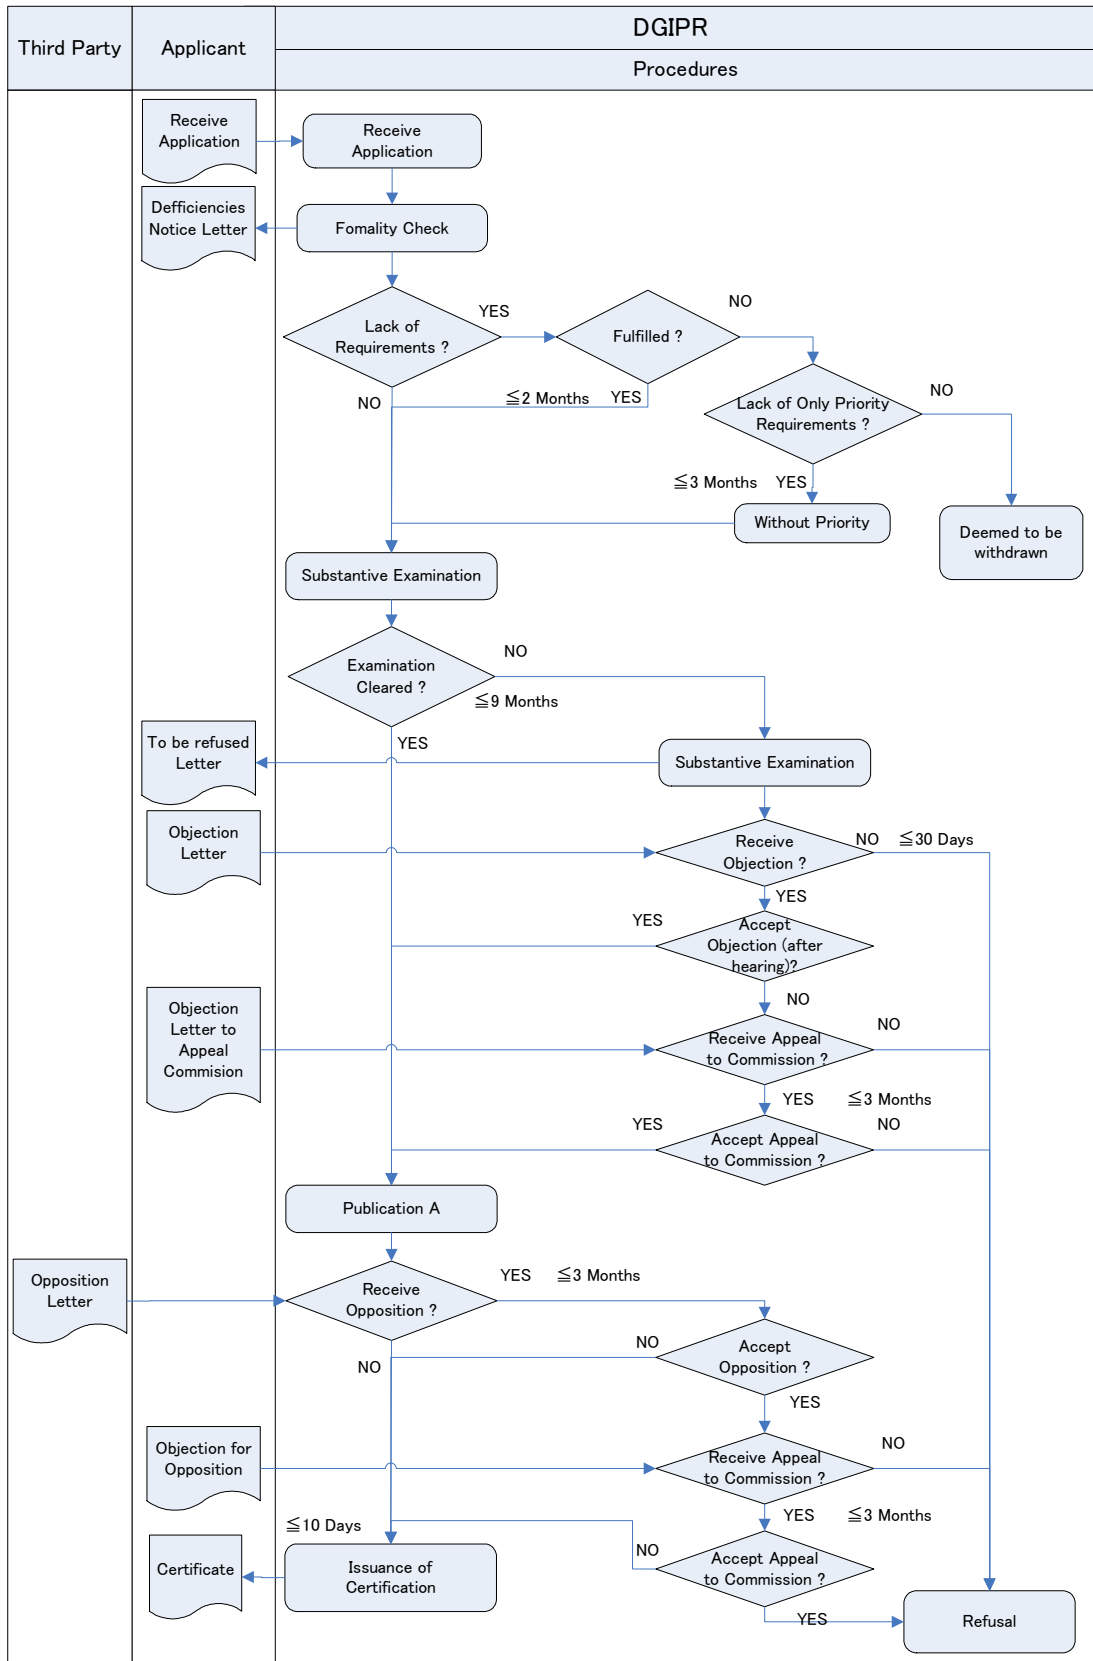 Third Party
Applicant
DGIPR
Procedures
Receive
Application
Receive
Application
Defficiencies
Notice Letter
Fomality Check
Lack of
Requirements ?
YES
Fulfilled ?
NO
NO
≦2 Months
YES
Lack of Only Priority
Requirements ?
NO
≦3 Months
YES
Without Priority
Deemed to be
withdrawn
Substantive Examination
Examination
Cleared ?
NO
≦9 Months
YES
To be refused
Letter
Substantive Examination
Objection
Letter
Receive
Objection ?
NO
≦30 Days
YES
YES
Accept
Objection (after
hearing)?
NO
Objection
Letter to
Appeal
Commision
Receive Appeal
to Commission ?
NO
YES
≦3 Months
YES
Accept Appeal
to Commission ?
NO
Publication A
Opposition
Letter
Receive
Opposition ?
YES
≦3 Months
NO
NO
Accept
Opposition ?
YES
Objection for
Opposition
Receive Appeal
to Commission ?
NO
YES
≦3 Months
≦10 Days
Certificate
Issuance of
Certification
NO
Accept Appeal
to Commission ?
YES
Refusal